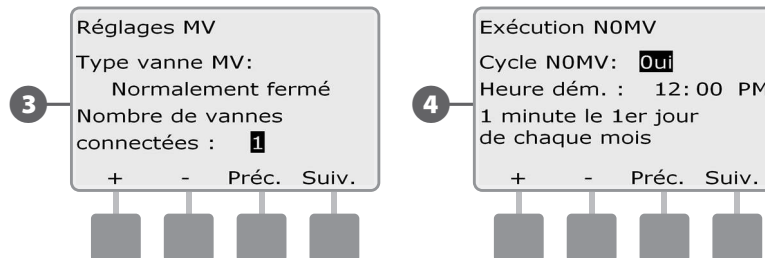 3
Réglages MV
Type vanne MV:
Normalement fermé
Nombre de vannes
connectées : 1
+ - Préc. Suiv.
4
Exécution N0MV
Cycle N0MV: 0ui
Heure dém. : 12:00 PM
1 minute le 1er jour
de chaque mois
+ - Préc. Suiv.